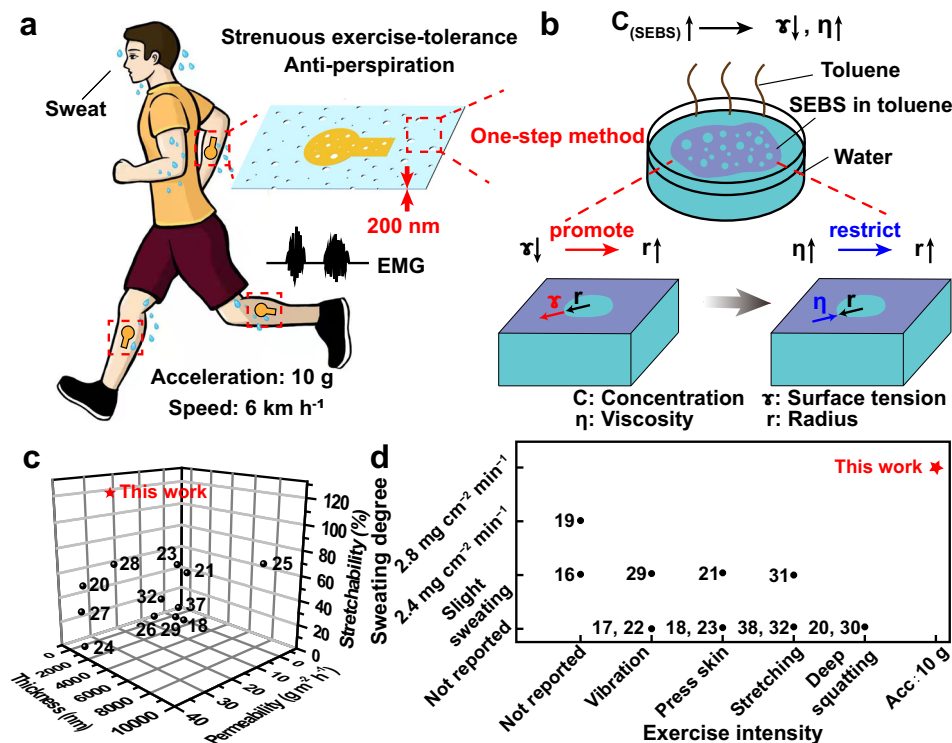 a
Strenuous exercise-tolerance
Anti-perspiration
Sweat
200 nm
EMG
Acceleration: 10 g
Speed: 6 km h⁻¹
b
C(SEBS)↑ → ɤ↓, η↑
Toluene
SEBS in toluene
One-step method
Water
ɤ↓ promote r↑
η↑ restrict r↑
ɤ r
η r
C: Concentration ɤ: Surface tension
η: Viscosity r: Radius
c
This work
28
23
21
25
20
27
32
37
26
29
18
24
0
2000
4000
6000
8000
10000
Thickness (nm)
40
30
20
10
0
Permeability (g m⁻² h⁻¹)
0
20
40
60
80
100
120
Stretchability (%)
d
Sweating degree
2.8 mg cm⁻² min⁻¹
2.4 mg cm⁻² min⁻¹
Slight
sweating
Not reported
This work
19
16
29
21
31
17, 22
18, 23
38, 32
20, 30
Not reported
Vibration
Press skin
Stretching
Deep
squatting
Acc: 10 g
Exercise intensity